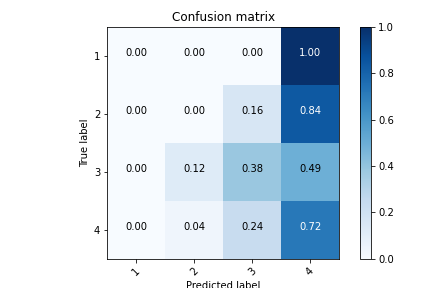 Confusion matrix
1.0
1 0.00 0.00 0.00 1.00
0.8
2 0.00 0.00 0.16 0.84
0.6
True label
0.4
3 0.00 0.12 0.38 0.49
0.2
4 0.00 0.04 0.24 0.72
0.0
1 2 3 4
Predicted label